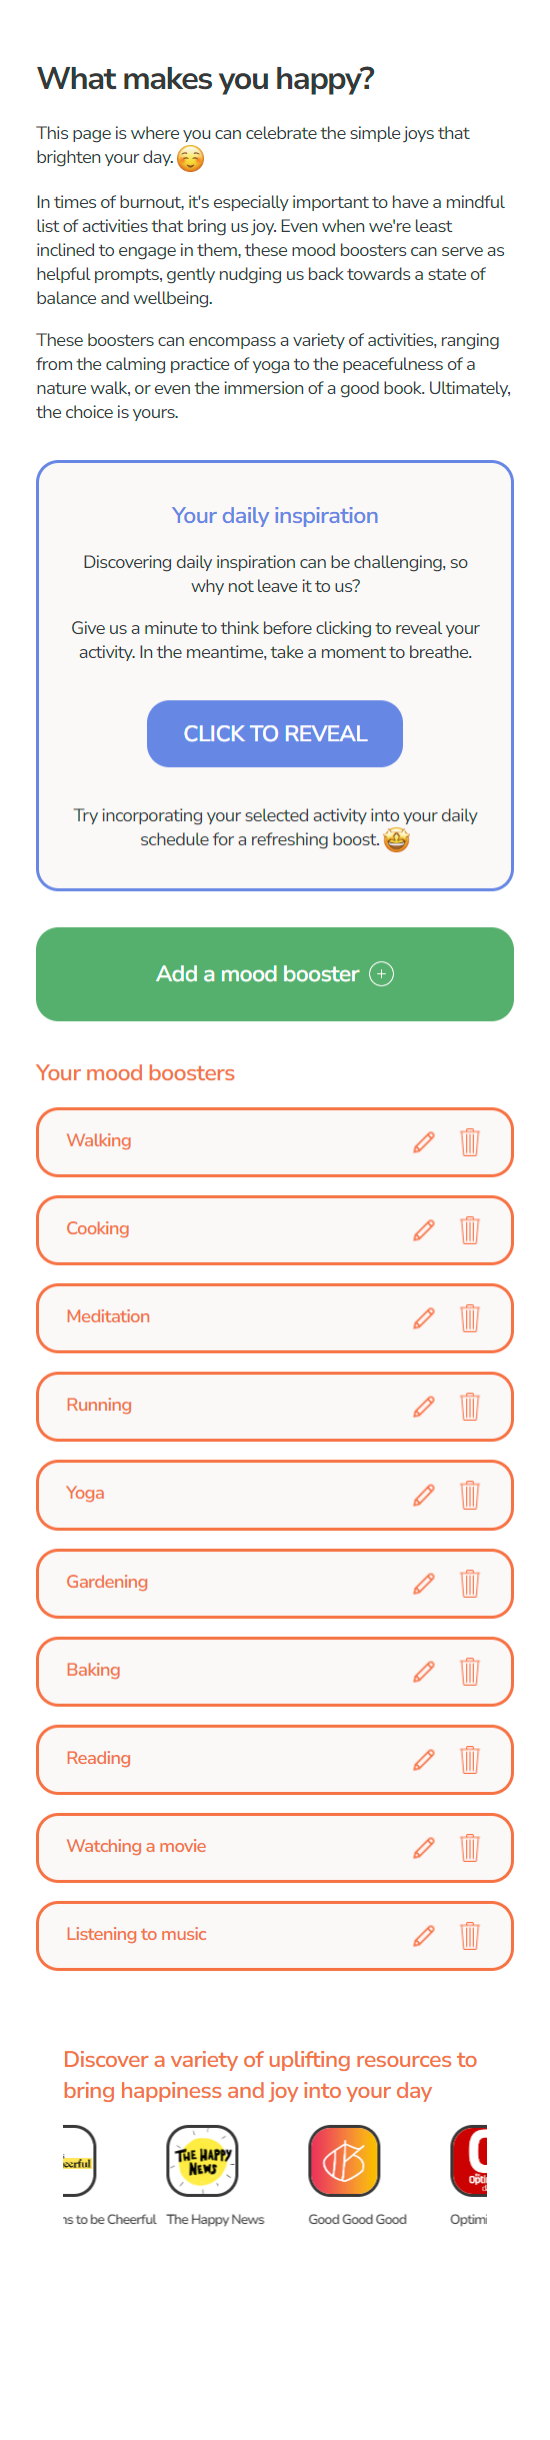 What makes you happy?
This page is where you can celebrate the simple joys that
brighten your day.
In times of burnout, it's especially important to have a mindful
list of activities that bring us joy. Even when we're least
inclined to engage in them, these mood boosters can serve as
helpful prompts, gently nudging us back towards a state of
balance and wellbeing.
These boosters can encompass a variety of activities, ranging
from the calming practice of yoga to the peacefulness of a
nature walk, or even the immersion of a good book. Ultimately,
the choice is yours.
Your daily inspiration
Discovering daily inspiration can be challenging, so
why not leave it to us?
Give us a minute to think before clicking to reveal your
activity. In the meantime, take a moment to breathe.
CLICK TO REVEAL
Try incorporating your selected activity into your daily
schedule for a refreshing boost.
Add a mood booster
Your mood boosters
Walking
Cooking
Meditation
Running
Yoga
Gardening
Baking
Reading
Watching a movie
Listening to music
Discover a variety of uplifting resources to
bring happiness and joy into your day
THE HAPPY
NEWS
to be Cheerful The Happy News Good Good Good